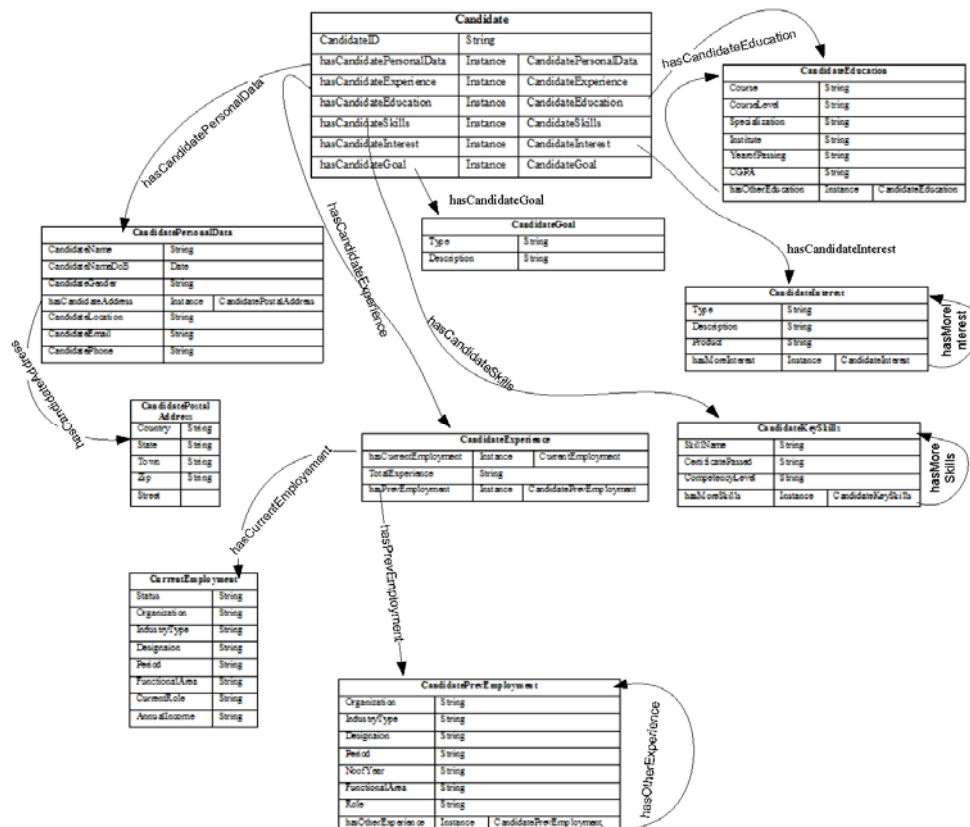 Candidate
CandidateID String
hasCandidatePersonalData Instance CandidatePersonalData
hasCandidateExperience Instance CandidateExperience
hasCandidateEducation Instance CandidateEducation
hasCandidateSkills Instance CandidateSkills
hasCandidateInterest Instance CandidateInterest
hasCandidateGoal Instance CandidateGoal
hasCandidateEducation
CandidateEducation
Course String
CourseLevel String
Specialization String
Institute String
YearofPassing String
CGPA String
hasOtherEducation Instance CandidateEducation
hasCandidatePersonalData
hasCandidateGoal
CandidateGoal
Type String
Description String
hasCandidateExperience
hasCandidateInterest
CandidatePersonalData
CandidateName String
CandidateNameDoB Date
CandidateGender String
hasCandidateAddress Instance CandidatePostalAddress
CandidateLocation String
CandidateEmail String
CandidatePhone String
CandidateInterest
Type String
Description String
Product String
hasMoreInterest Instance CandidateInterest
hasMoreI
nterest
hasCandidateAddress
hasCandidateSkills
CandidatePostal
Address
Country String
State String
Town String
Zip String
Street
CandidateExperience
hasCurrentEmployment Instance CurrentEmployment
TotalExperience String
hasPrevEmployment Instance CandidatePrevEmployment
CandidateKeySkills
SkillName String
CertificatePassed String
CompetencyLevel String
hasMoreSkills Instance CandidateKeySkills
hasMore
Skills
hasCurrentEmployement
hasPrevEmployment
CurrentEmployment
Status String
Organization String
IndustryType String
Designaion String
Period String
FunctionalArea String
CurrentRole String
AnnualIncome String
CandidatePrevEmployment
Organization String
IndustryType String
Designaion String
Period String
NoofYear String
FunctionalArea String
Role String
hasOtherExperience Instance CandidatePrevEmployment
hasOtherExperience